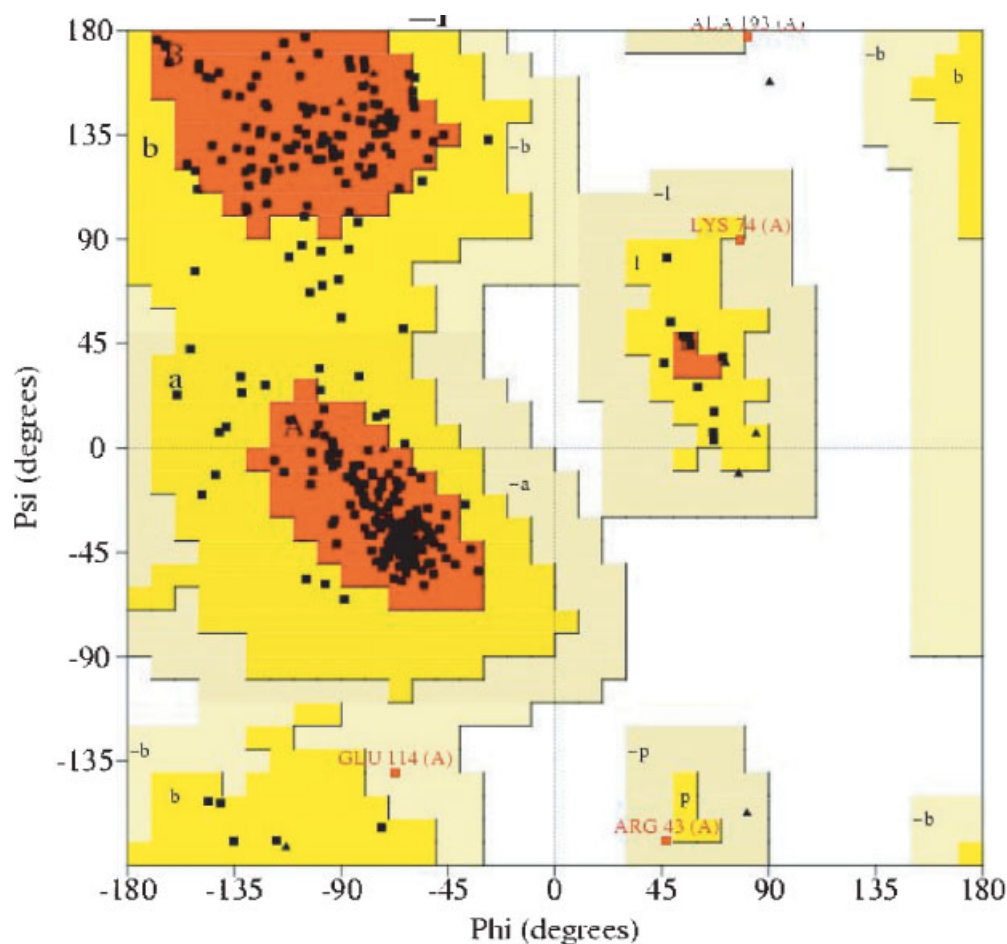 180
B
ALA 193 (A)
~b
b
135
b
~b
~l
90
LYS 74 (A)
l
45
a
A
0
~a
-45
-90
-135
~b
GLU 114 (A)
~p
b
p
~b
ARG 43 (A)
-180
-135
-90
-45
0
45
90
135
180
Psi (degrees)
Phi (degrees)